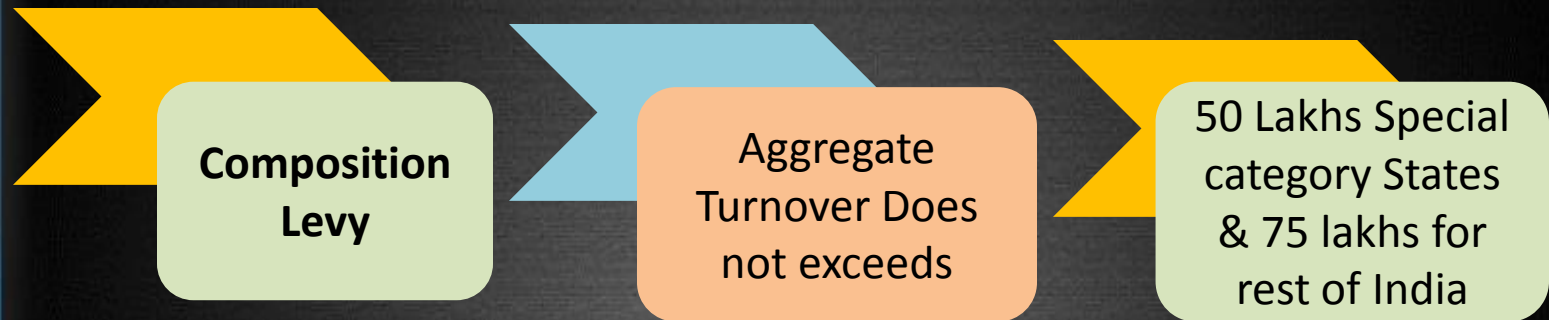 Composition
Levy
Aggregate
Turnover Does
not exceeds
50 Lakhs Special
category States
& 75 lakhs for
rest of India